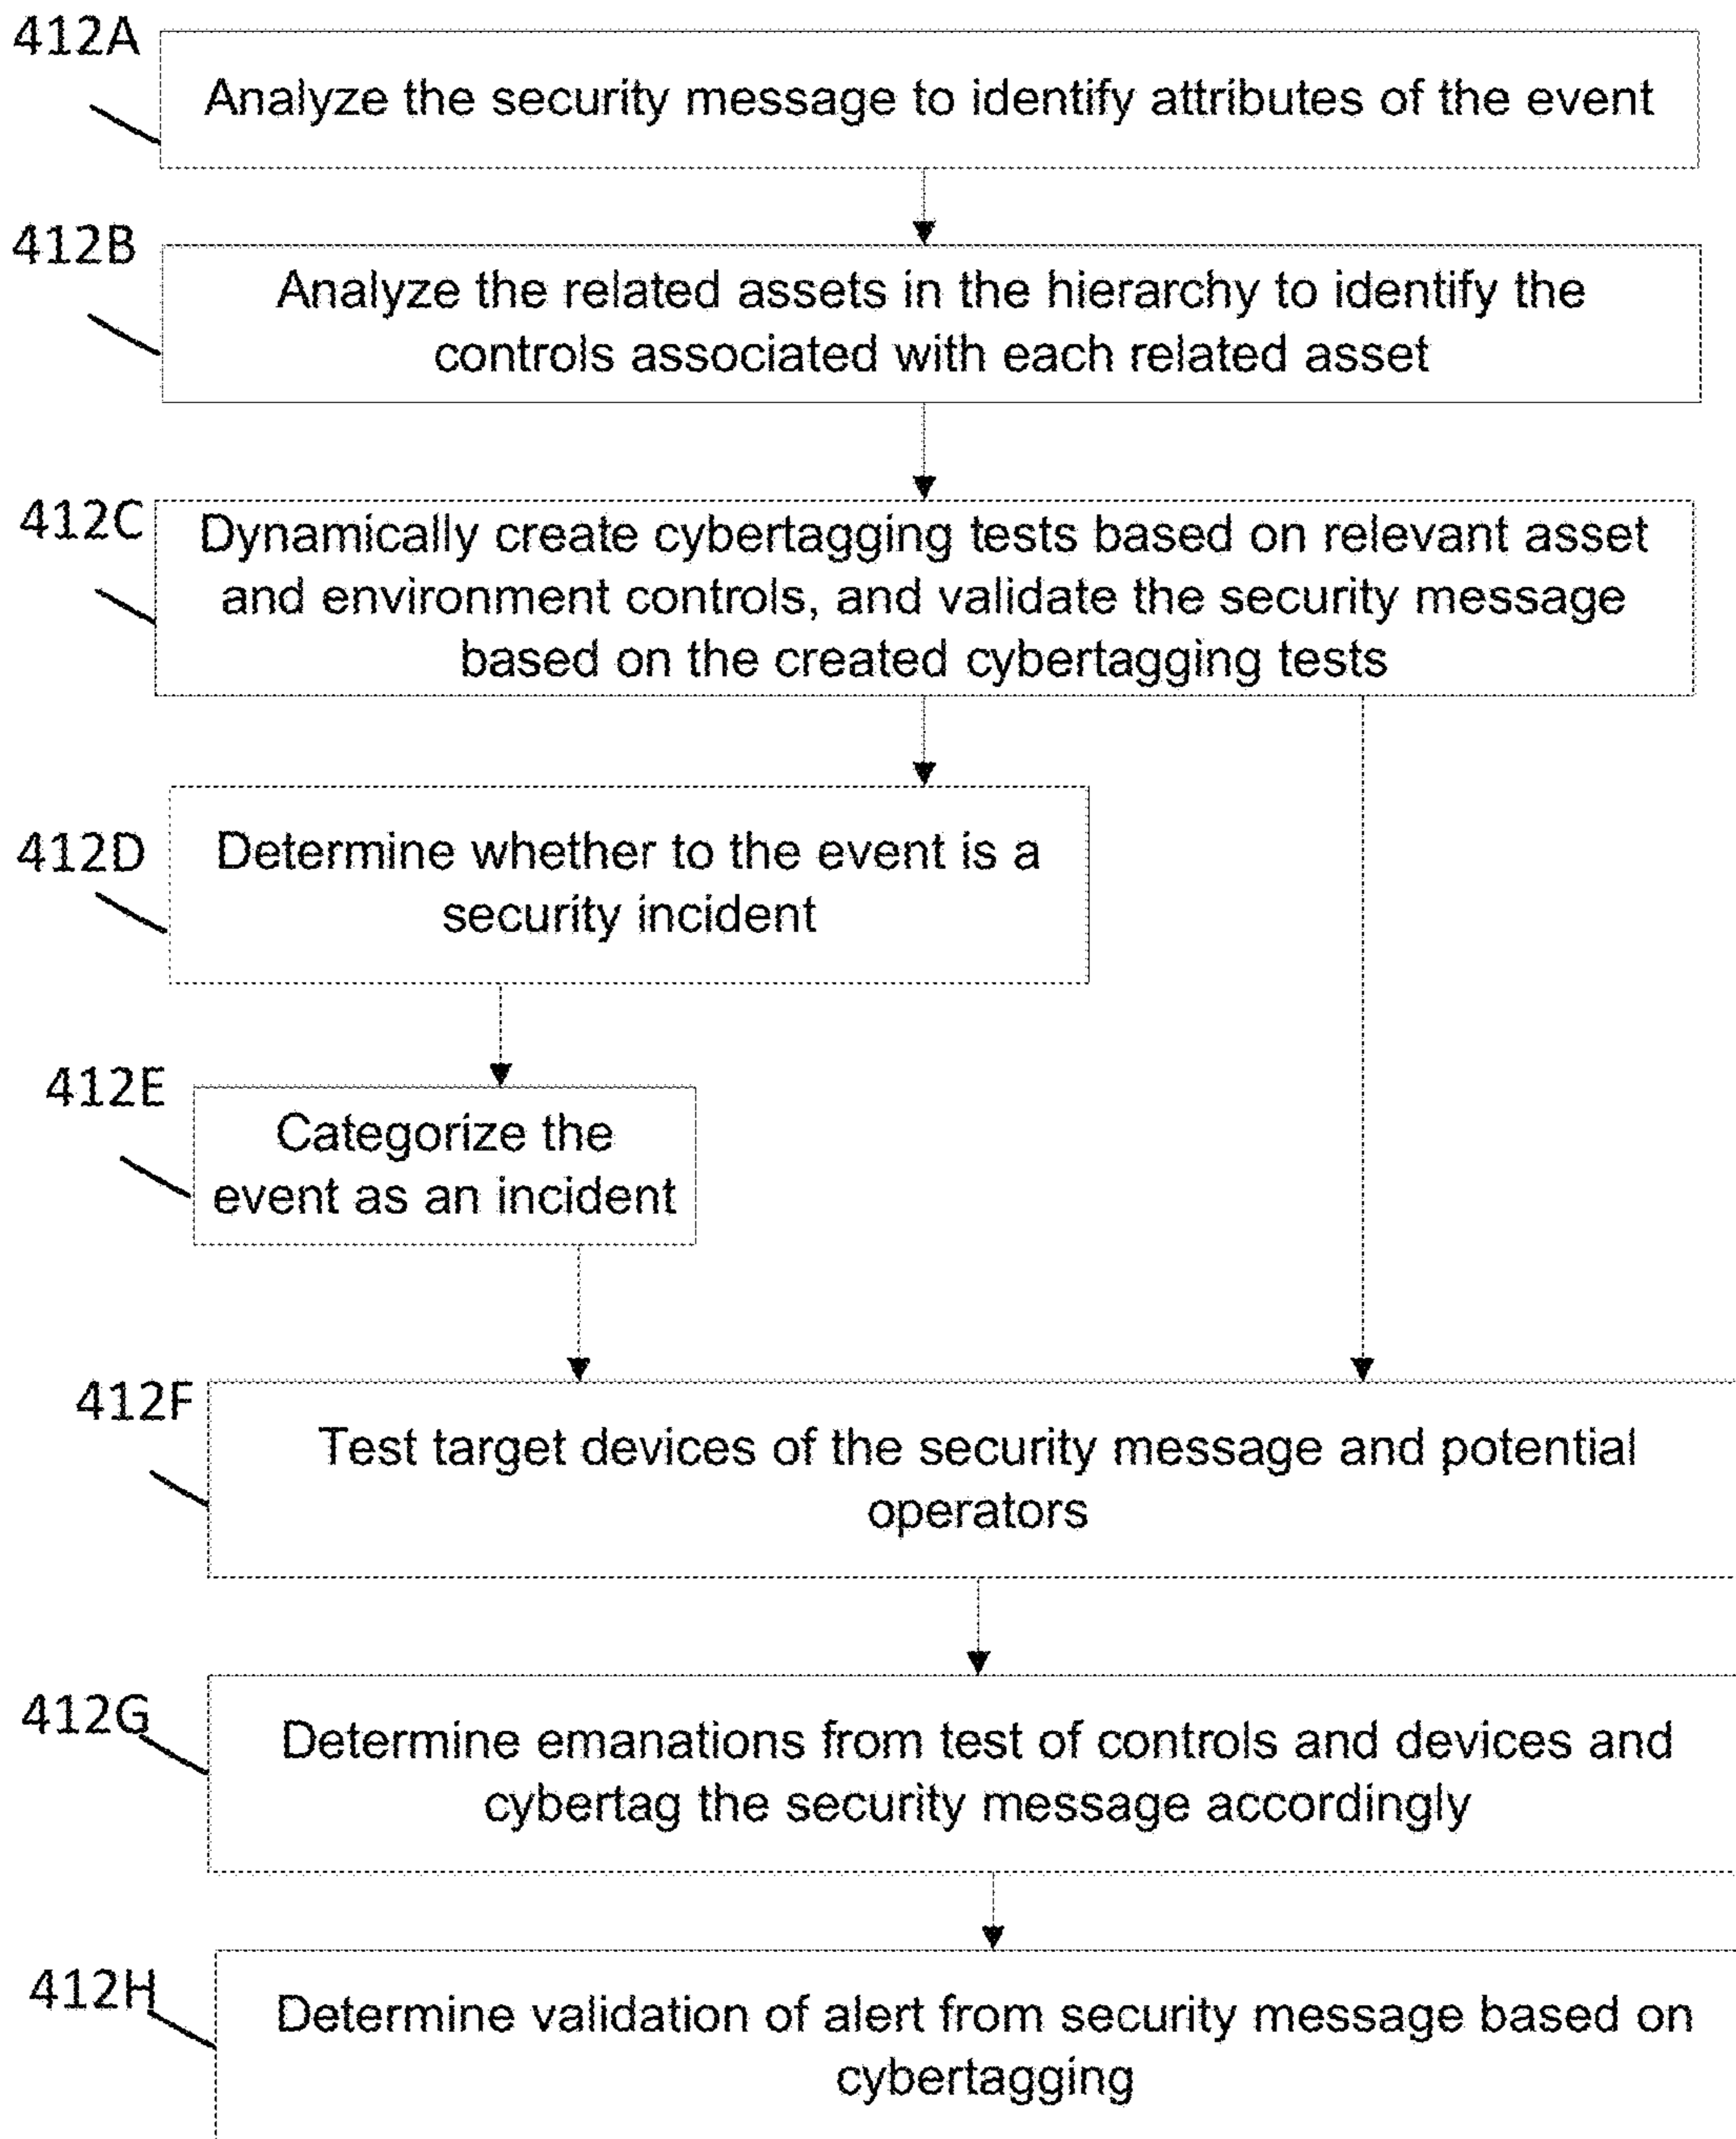 412A
Analyze the security message to identify attributes of the event
412B
Analyze the related assets in the hierarchy to identify the
controls associated with each related asset
412C
Dynamically create cybertagging tests based on relevant asset
and environment controls, and validate the security message
based on the created cybertagging tests
412D
Determine whether to the event is a
security incident
412E
Categorize the
event as an incident
412F
Test target devices of the security message and potential
operators
412G
Determine emanations from test of controls and devices and
cybertag the security message accordingly
412H
Determine validation of alert from security message based on
cybertagging